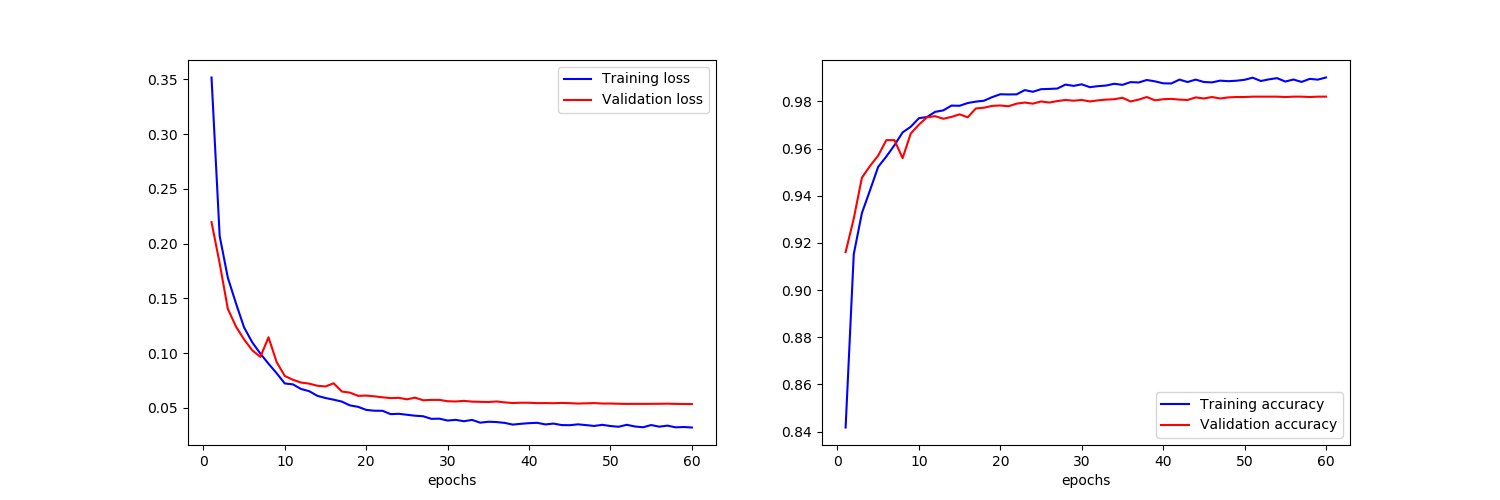 0.35
0.30
0.25
0.20
0.15
0.10
0.05
0 10 20 30 40 50 60
epochs
Training loss
Validation loss
0.98
0.96
0.94
0.92
0.90
0.88
0.86
0.84
0 10 20 30 40 50 60
epochs
Training accuracy
Validation accuracy